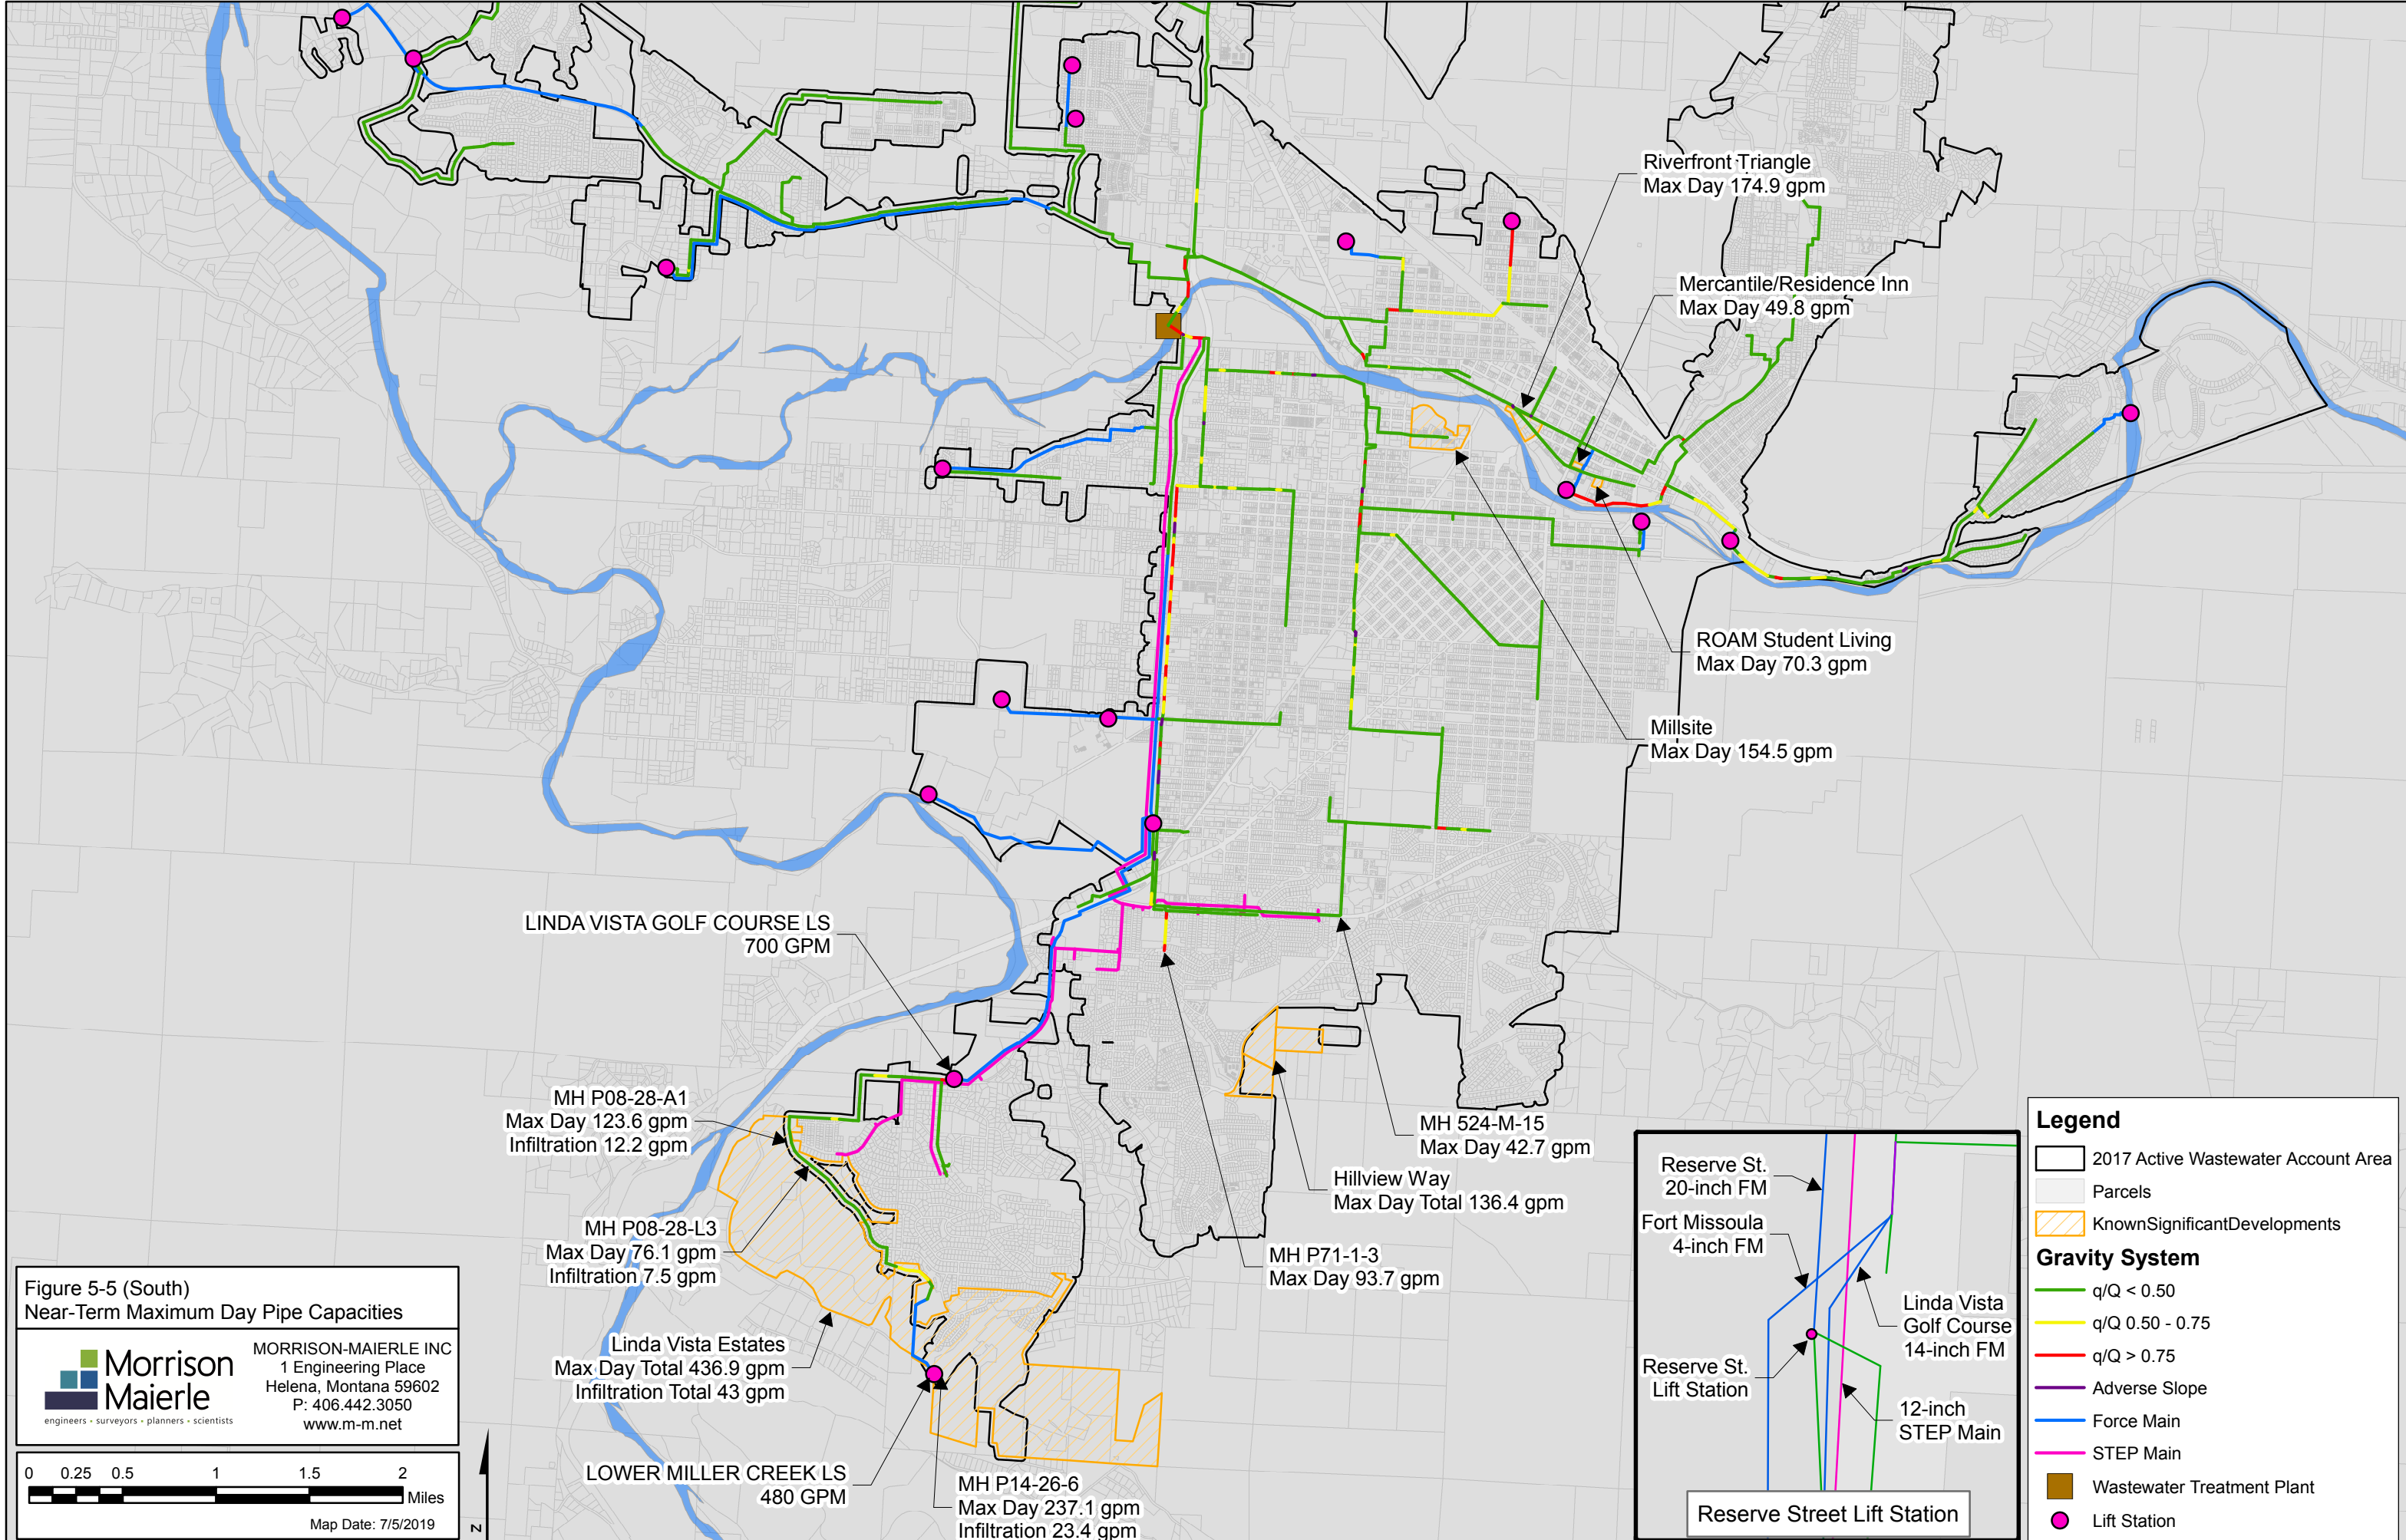 Riverfront Triangle
Max Day 174.9 gpm
Mercantile/Residence Inn
Max Day 49.8 gpm
ROAM Student Living
Max Day 70.3 gpm
Millsite
Max Day 154.5 gpm
LINDA VISTA GOLF COURSE LS
700 GPM
MH P08-28-A1
Max Day 123.6 gpm
Infiltration 12.2 gpm
MH 524-M-15
Max Day 42.7 gpm
Hillview Way
Max Day Total 136.4 gpm
MH P08-28-L3
Max Day 76.1 gpm
Infiltration 7.5 gpm
MH P71-1-3
Max Day 93.7 gpm
Linda Vista Estates
Max Day Total 436.9 gpm
Infiltration Total 43 gpm
LOWER MILLER CREEK LS
480 GPM
MH P14-26-6
Max Day 237.1 gpm
Infiltration 23.4 gpm
Figure 5-5 (South)
Near-Term Maximum Day Pipe Capacities
Morrison
Maierle
engineers • surveyors • planners • scientists
MORRISON-MAIERLE INC
1 Engineering Place
Helena, Montana 59602
P: 406.442.3050
www.m-m.net
0 0.25 0.5 1 1.5 2
Miles
Map Date: 7/5/2019
N
Reserve St.
20-inch FM
Fort Missoula
4-inch FM
Linda Vista
Golf Course
14-inch FM
Reserve St.
Lift Station
12-inch
STEP Main
Reserve Street Lift Station
Legend
2017 Active Wastewater Account Area
Parcels
KnownSignificantDevelopments
Gravity System
q/Q < 0.50
q/Q 0.50 - 0.75
q/Q > 0.75
Adverse Slope
Force Main
STEP Main
Wastewater Treatment Plant
Lift Station